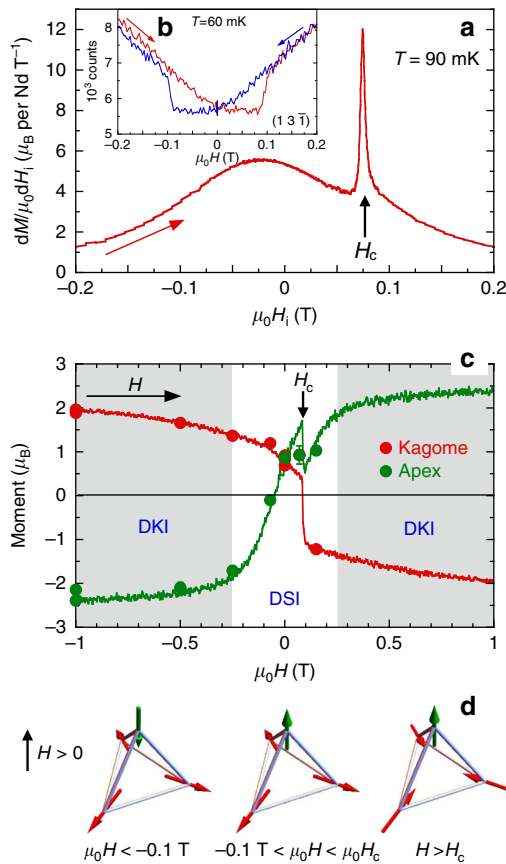 b
T=60 mK
a
T = 90 mK
10³ counts
8
7
6
5
(1 3 1̄)
−0.2 −0.1 0 0.1 0.2
μ₀H (T)
dM/μ₀dHᵢ (μB per Nd T⁻¹)
12
10
8
6
4
2
0
Hc
−0.2 −0.1 0 0.1 0.2
μ₀Hᵢ (T)
c
H
Hc
Moment (μB)
3
2
1
0
−1
−2
−3
Kagome
Apex
DKI
DKI
DSI
−1 −0.5 0 0.5 1
μ₀H (T)
d
H > 0
μ₀H < −0.1 T
−0.1 T < μ₀H < μ₀Hc
H > Hc